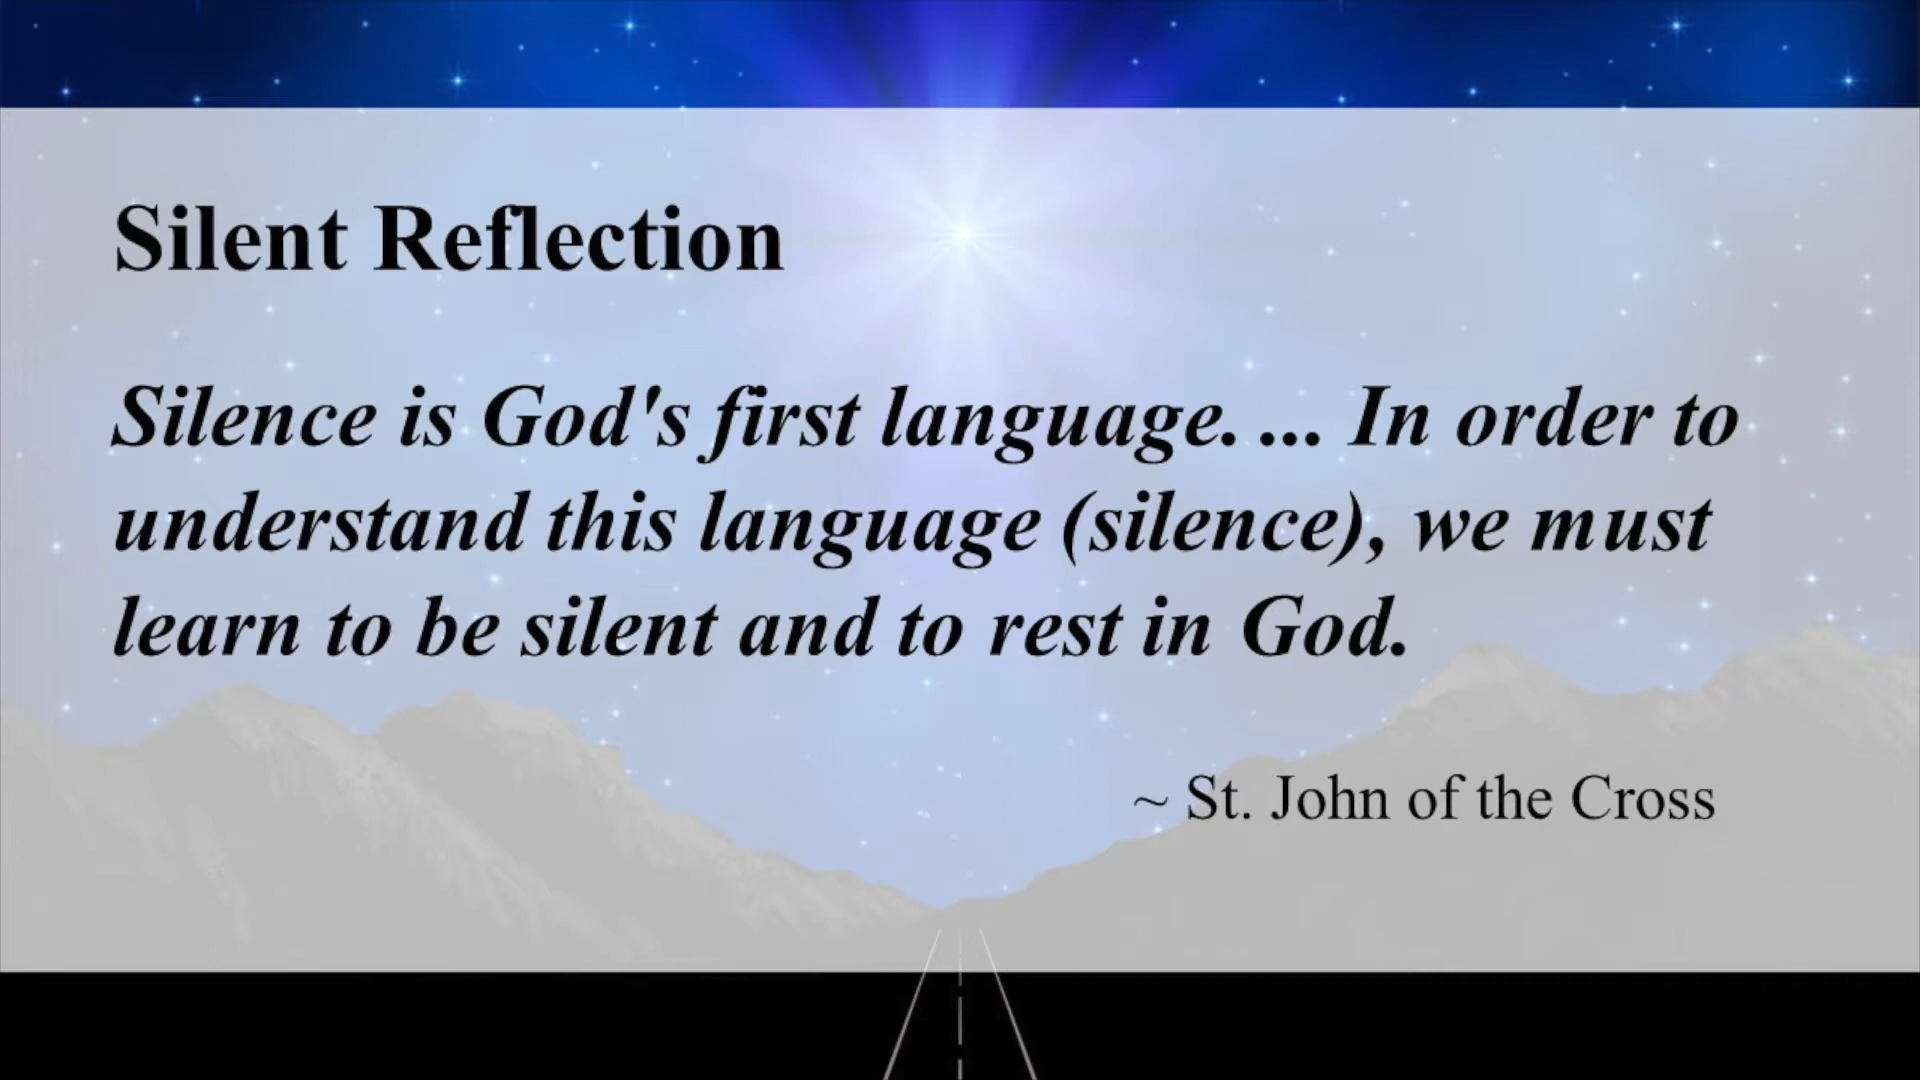 Silent Reflection
Silence is God's first language. ... In order to
understand this language (silence), we must
learn to be silent and to rest in God.
~ St. John of the Cross